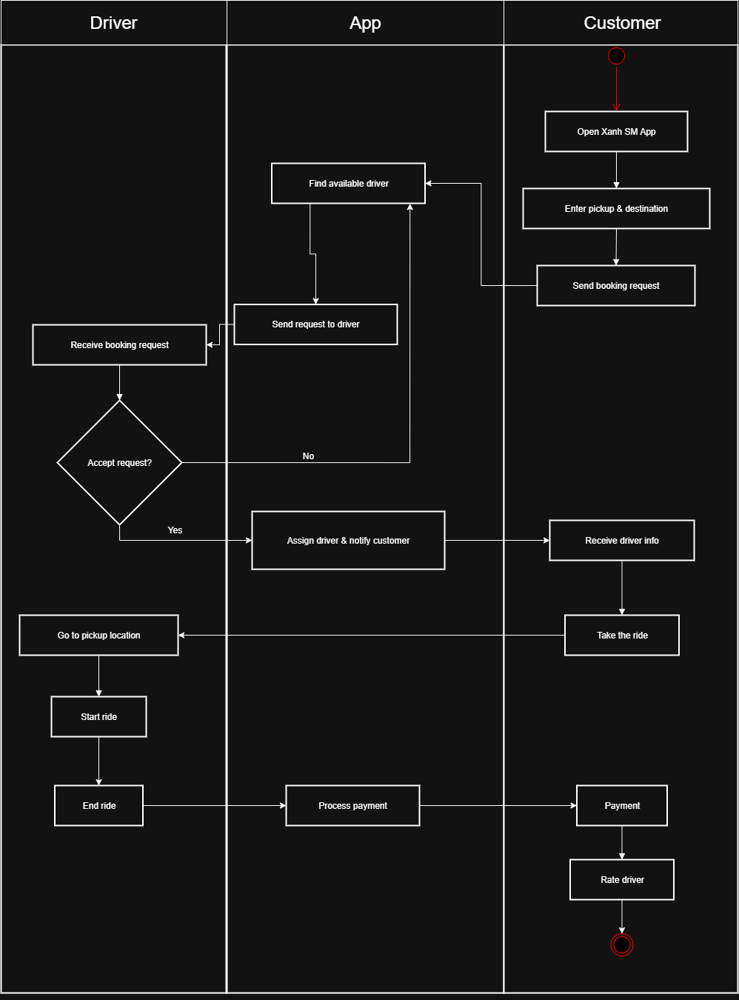 Driver
App
Customer
Open Xanh SM App
Find available driver
Enter pickup & destination
Send booking request
Send request to driver
Receive booking request
Accept request?
No
Yes
Assign driver & notify customer
Receive driver info
Go to pickup location
Take the ride
Start ride
End ride
Process payment
Payment
Rate driver